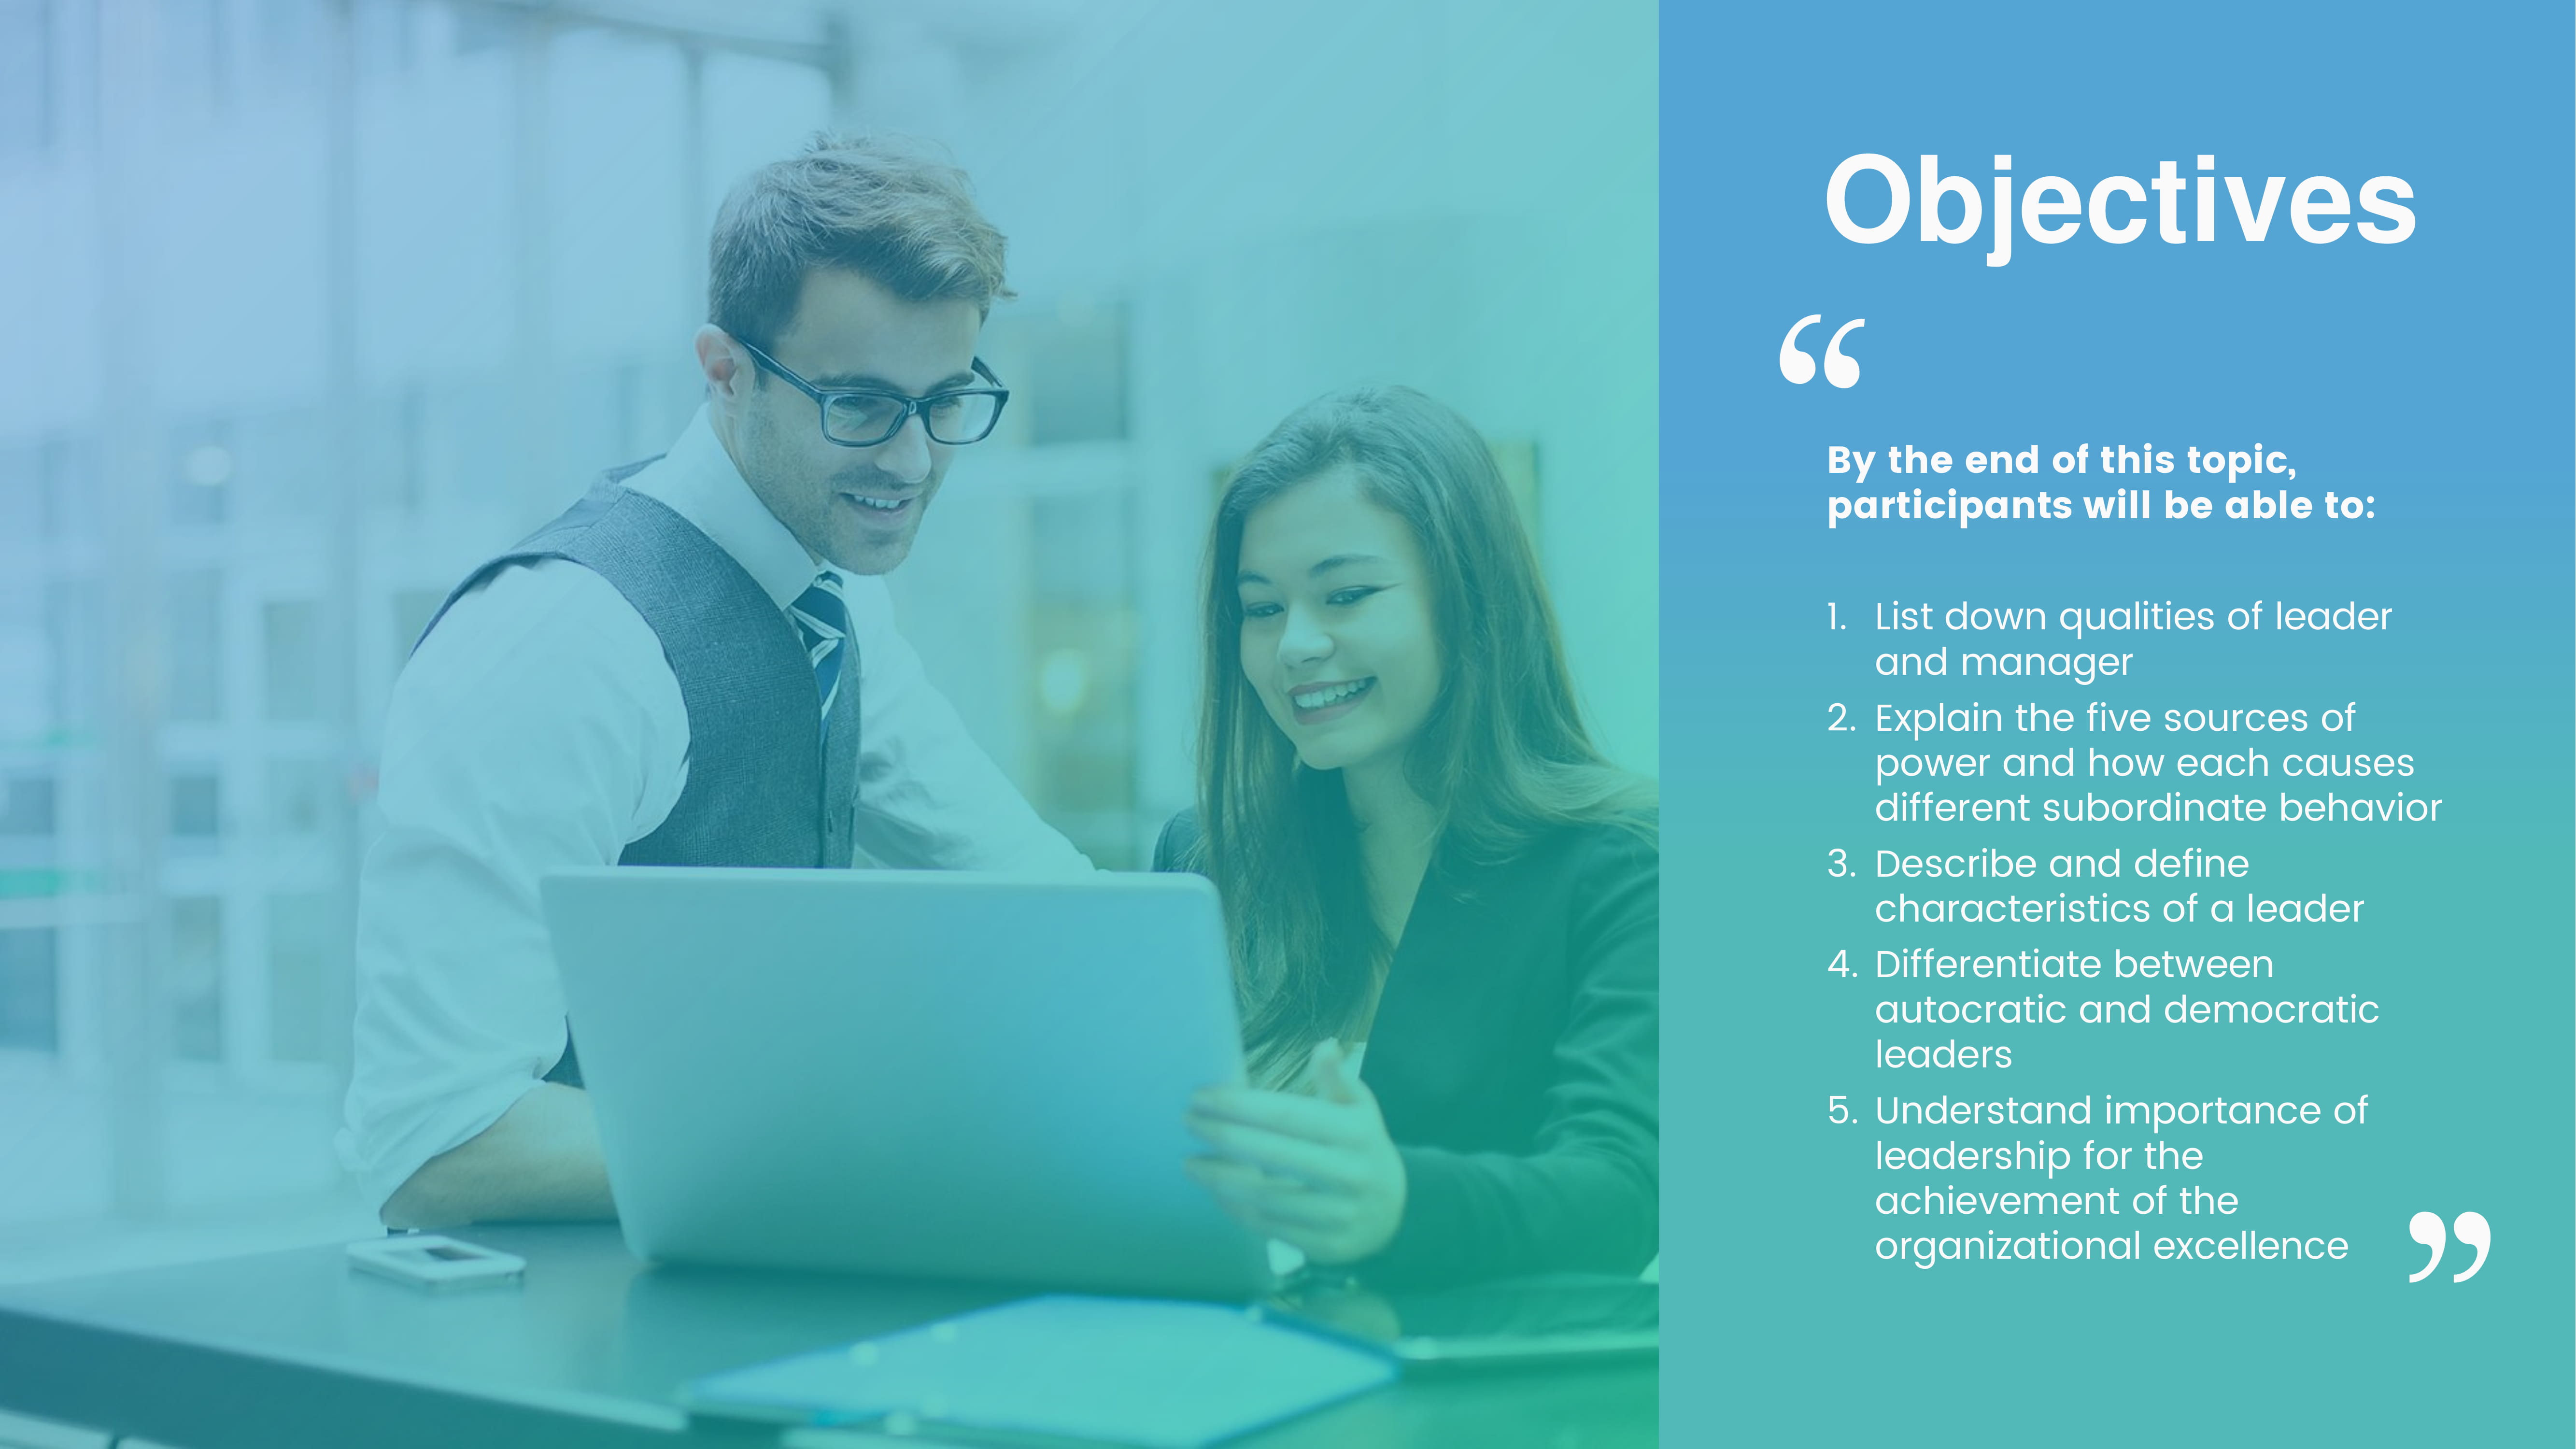 Objectives
“
By the end of this topic,
participants will be able to:
1. List down qualities of leader
and manager
2. Explain the five sources of
power and how each causes
different subordinate behavior
3. Describe and define
characteristics of a leader
4. Differentiate between
autocratic and democratic
leaders
5. Understand importance of
leadership for the
achievement of the
organizational excellence
”